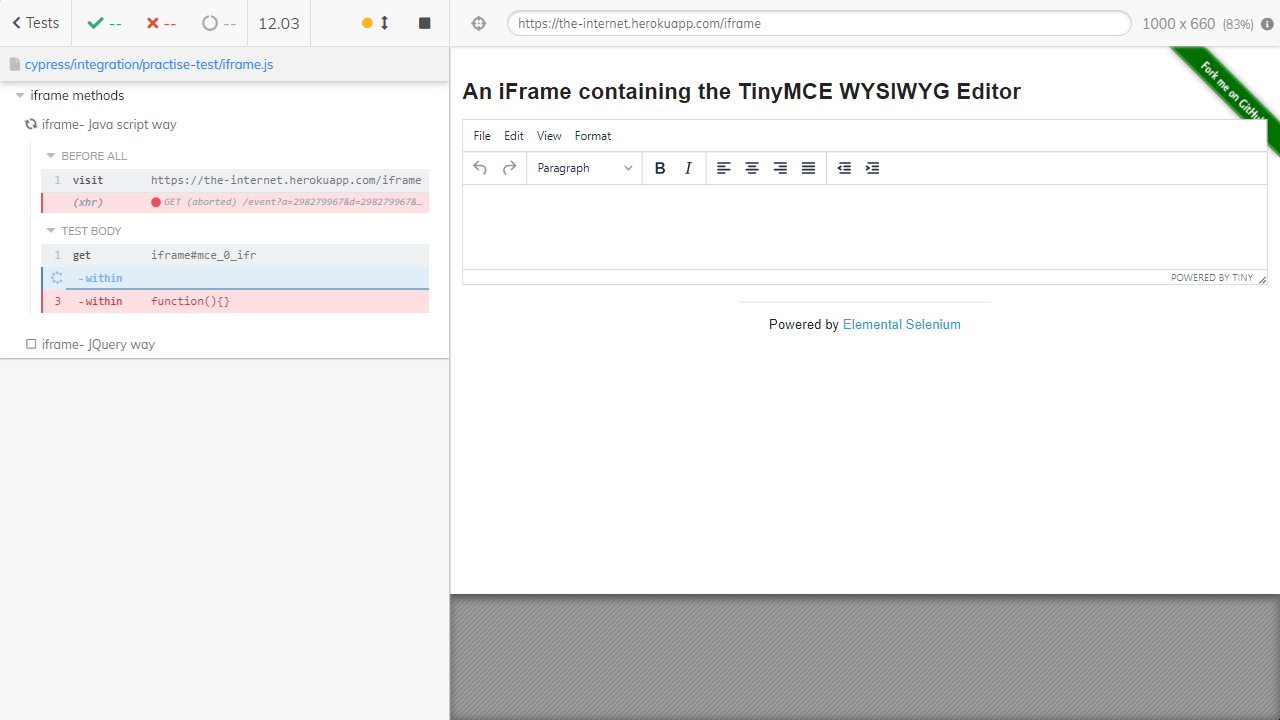 Tests -- -- -- 12.03
https://the-internet.herokuapp.com/iframe 1000 x 660 (83%)
cypress/integration/practise-test/iframe.js
iframe methods
iframe- Java script way
BEFORE ALL
1 visit https://the-internet.herokuapp.com/iframe
(xhr) GET (aborted) /event?a=298279967&d=298279967&…
TEST BODY
1 get iframe#mce_0_ifr
-within
3 -within function(){}
iframe- JQuery way
Fork me on GitHub
An iFrame containing the TinyMCE WYSIWYG Editor
File Edit View Format
Paragraph B I
POWERED BY TINY
Powered by Elemental Selenium